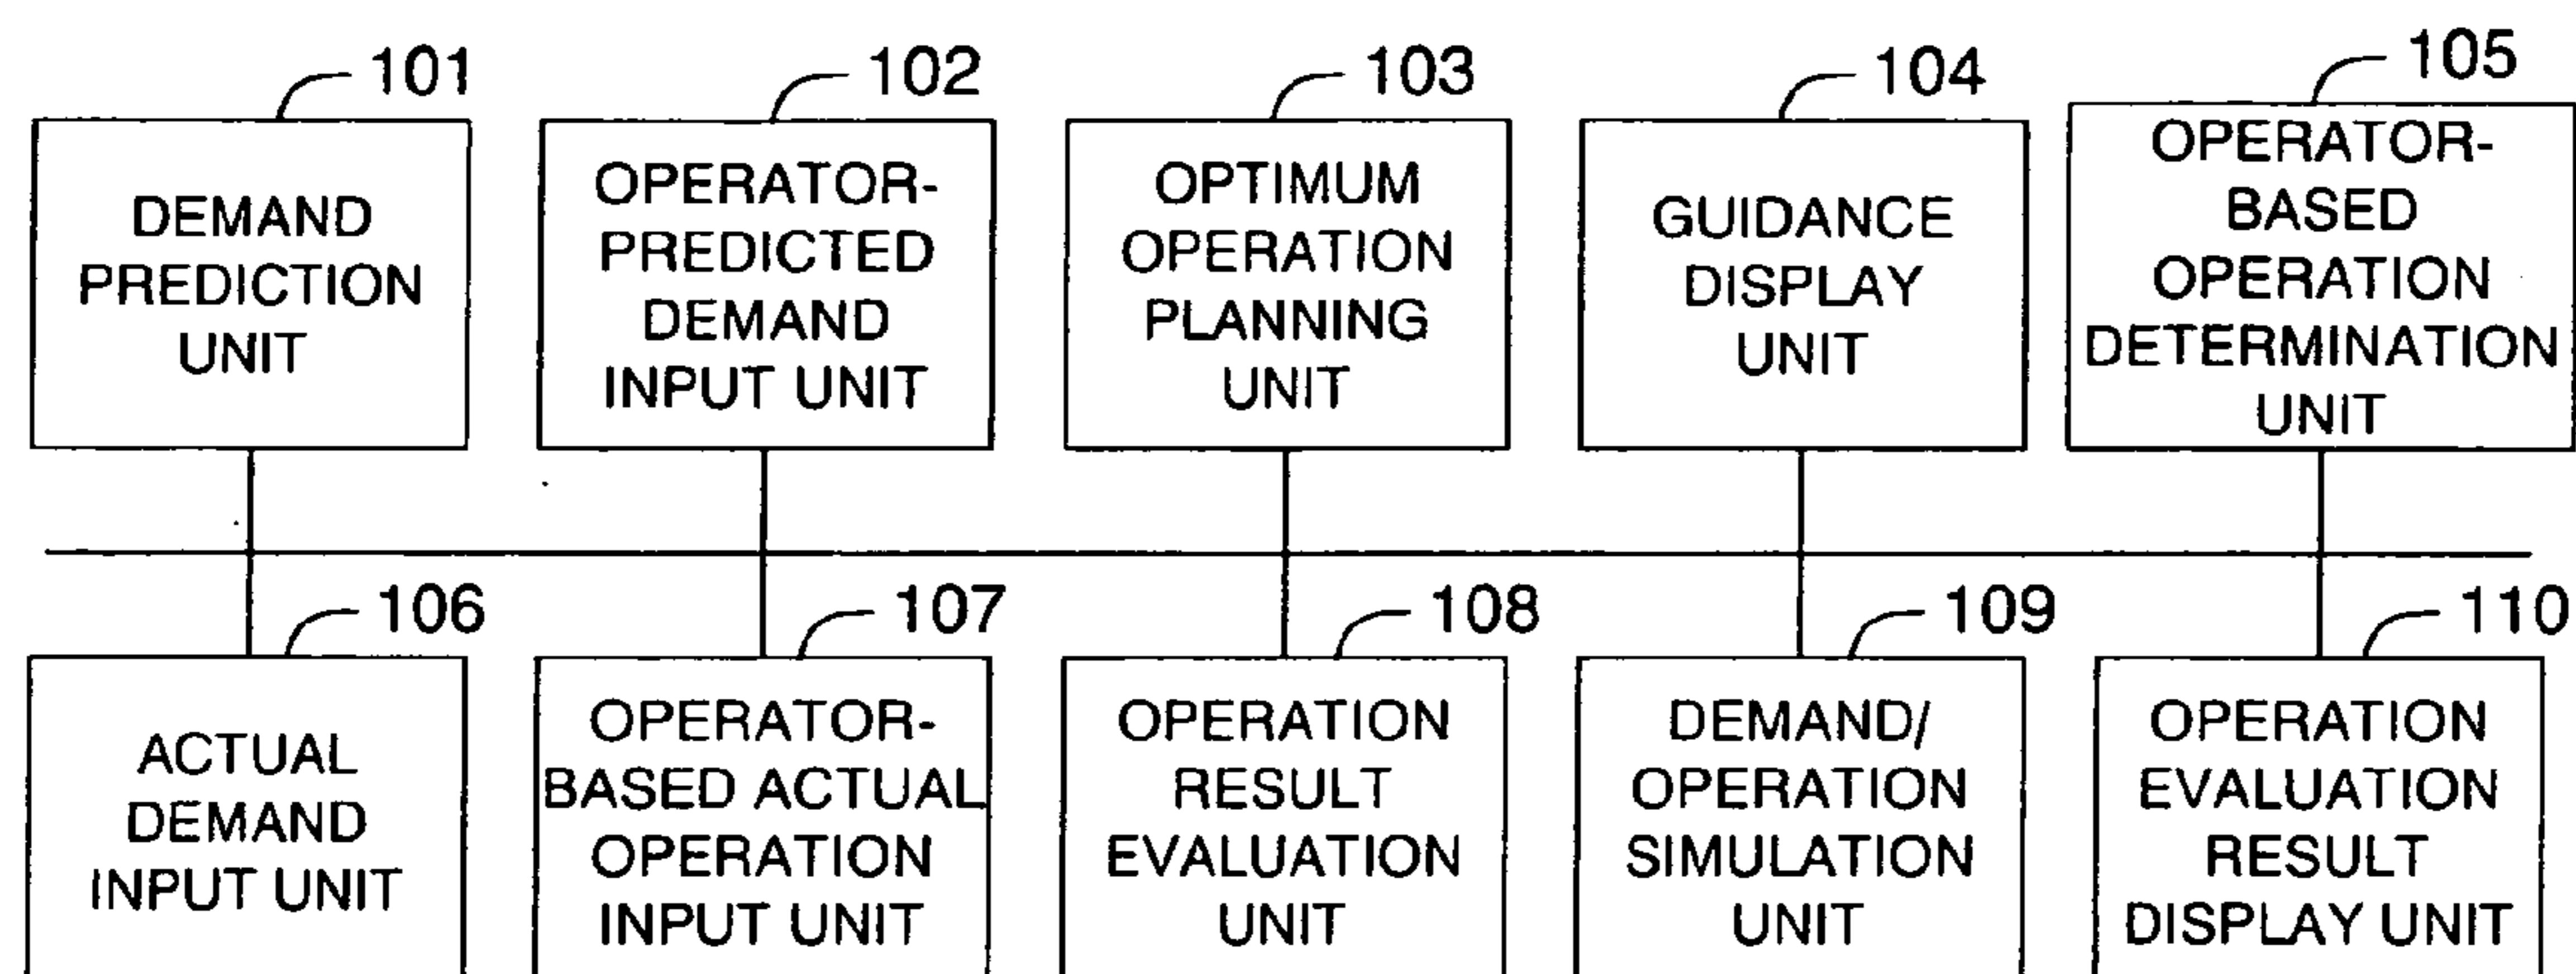 101
DEMAND
PREDICTION
UNIT
102
OPERATOR-
PREDICTED
DEMAND
INPUT UNIT
103
OPTIMUM
OPERATION
PLANNING
UNIT
104
GUIDANCE
DISPLAY
UNIT
105
OPERATOR-
BASED
OPERATION
DETERMINATION
UNIT
106
ACTUAL
DEMAND
INPUT UNIT
107
OPERATOR-
BASED ACTUAL
OPERATION
INPUT UNIT
108
OPERATION
RESULT
EVALUATION
UNIT
109
DEMAND/
OPERATION
SIMULATION
UNIT
110
OPERATION
EVALUATION
RESULT
DISPLAY UNIT